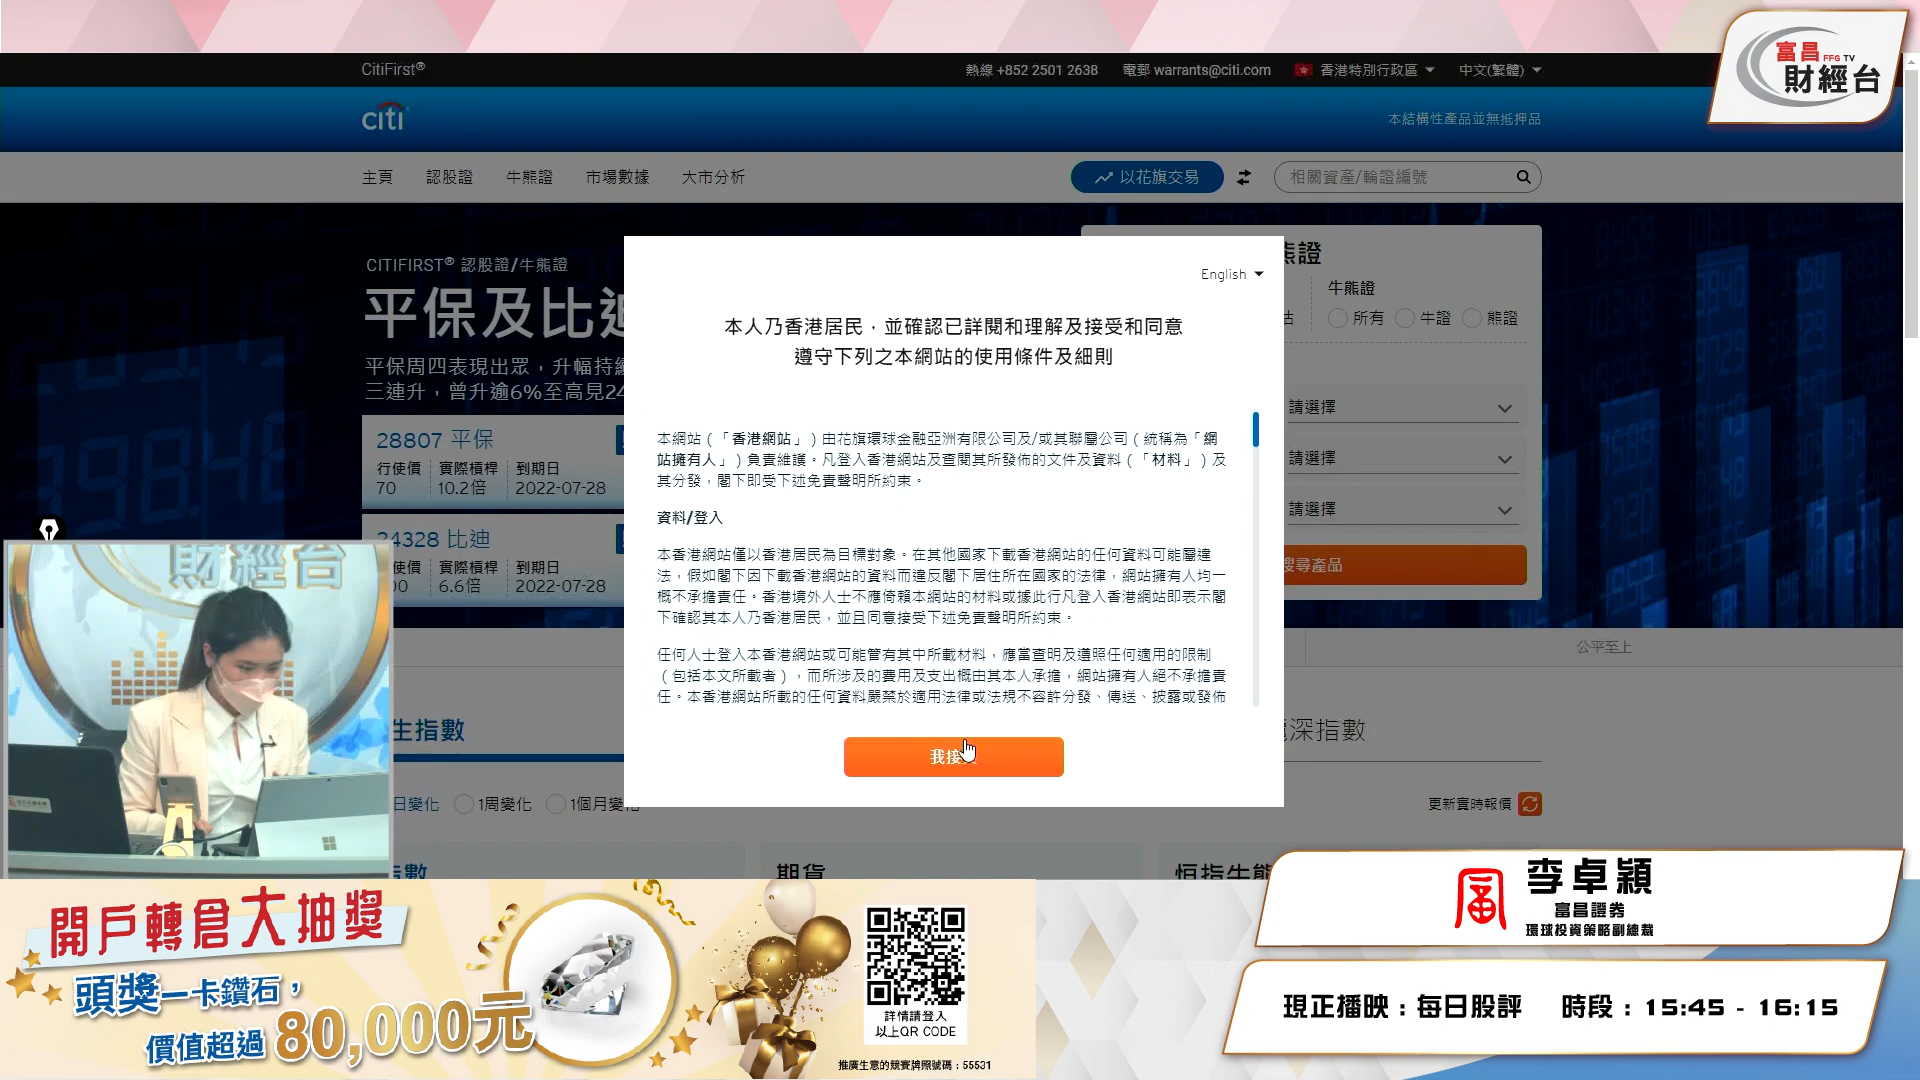 富昌 FFG TV
財經台
CitiFirst®
熱線 +852 2501 2638
電郵 warrants@citi.com
香港特別行政區
中文(繁體)
citi
本結構性產品並無抵押品
主頁
認股證
牛熊證
市場數據
大市分析
以花旗交易
相關資產/輪證編號
CITIFIRST® 認股證/牛熊證
平保及比迪
平保周四表現出眾，升幅持續
三連升，曾升逾6%至高見24
28807 平保
行使價
70
實際槓桿
10.2倍
到期日
2022-07-28
24328 比迪
使價
00
實際槓桿
6.6倍
到期日
2022-07-28
熊證
牛熊證
所有
牛證
熊證
請選擇
請選擇
請選擇
搜尋產品
English
本人乃香港居民，並確認已詳閱和理解及接受和同意
遵守下列之本網站的使用條件及細則
本網站 (「香港網站」) 由花旗環球金融亞洲有限公司及/或其聯屬公司 ( 統稱為「網
站擁有人」) 負責維護。凡登入香港網站及查閱其所發佈的文件及資料 (「材料」) 及
其分發，閣下即受下述免責聲明所約束。
資料/登入
本香港網站僅以香港居民為目標對象。在其他國家下載香港網站的任何資料可能屬違
法，假如閣下因下載香港網站的資料而違反閣下居住所在國家的法律，網站擁有人均一
概不承擔責任。香港境外人士不應倚賴本網站的材料或據此行凡登入香港網站即表示閣
下確認其本人乃香港居民，並且同意接受下述免責聲明所約束。
任何人士登入本香港網站或可能管有其中所載材料，應當查明及遵照任何適用的限制
（包括本文所載者），而所涉及的費用及支出概由其本人承擔，網站擁有人絕不承擔責
任。本香港網站所載的任何資料嚴禁於適用法律或法規不容許分發、傳送、披露或發佈
我接
公平至上
生指數
深指數
日變化
1周變化
1個月變化
更新實時報價
指數
期貨
恒指牛熊
財經台
開戶轉倉大抽獎
頭獎一卡鑽石，
價值超過80,000元
詳情請登入
以上QR CODE
推廣生意的競賽牌照號碼：55531
李卓穎
富昌證券
環球投資策略副總裁
現正播映：每日股評
時段：15:45 - 16:15